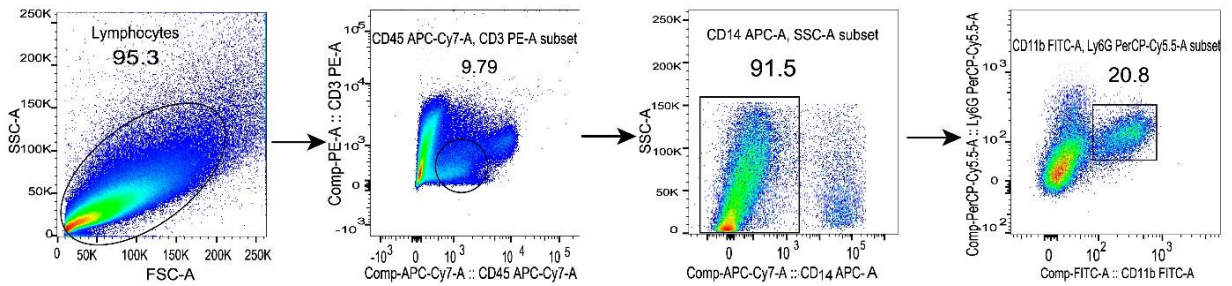 250K
200K
150K
100K
50K
0
SSC-A
Lymphocytes
95.3
0
50K
100K
150K
200K
250K
FSC-A
10^5
10^4
10^3
0
-10^3
Comp-PE-A :: CD3 PE-A
CD45 APC-Cy7-A, CD3 PE-A subset
9.79
-10^3
0
10^3
10^4
10^5
Comp-APC-Cy7-A :: CD45 APC-Cy7-A
250K
200K
150K
100K
50K
0
SSC-A
CD14 APC-A, SSC-A subset
91.5
0
10^3
10^4
10^5
Comp-APC-Cy7-A :: CD14 APC- A
10^3
10^2
0
-10^2
Comp-PerCP-Cy5.5-A :: Ly6G PerCP-Cy5.5-A
CD11b FITC-A, Ly6G PerCP-Cy5.5-A subset
20.8
0
10^2
10^3
Comp-FITC-A :: CD11b FITC-A